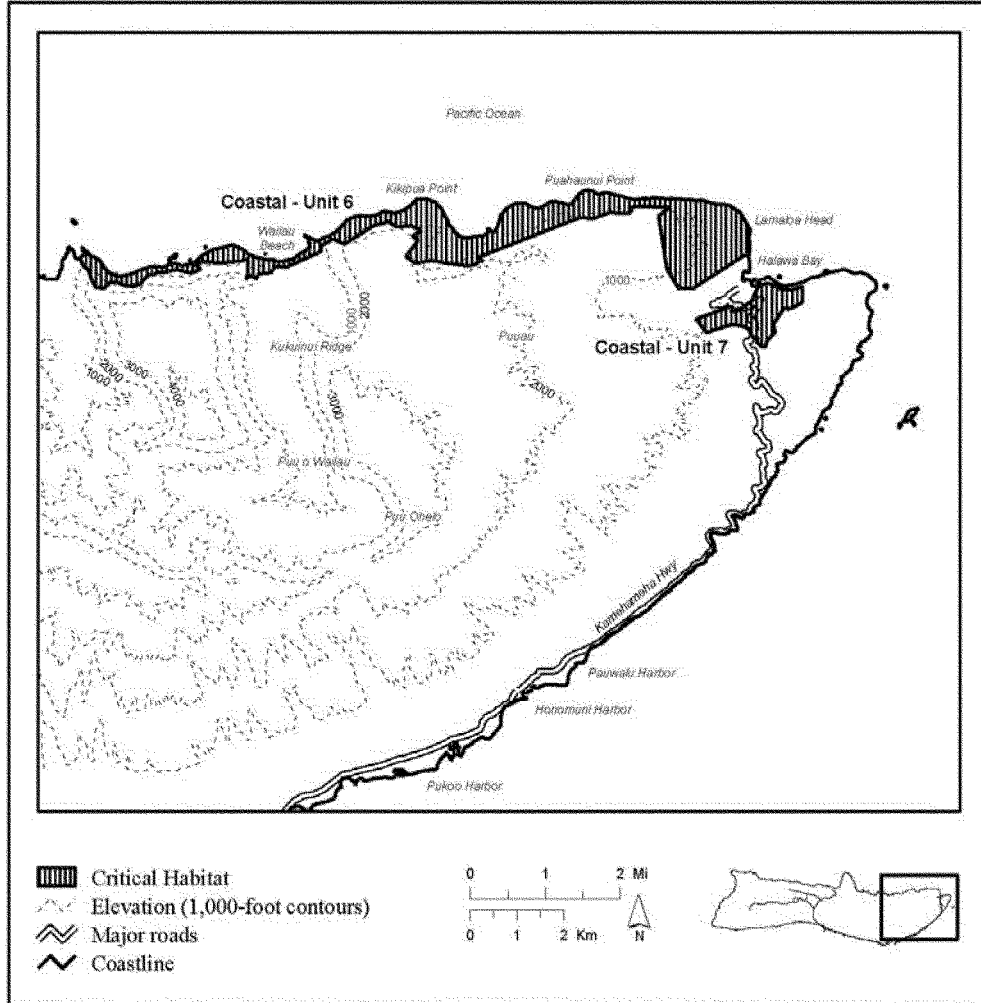 Pacific Ocean
Puahaunui Point
Kikipua Point
Coastal - Unit 6
Lamaloa Head
Wailau
Beach
Halawa Bay
1000
1000
2000
Kukuinui Ridge
Puuau
Coastal - Unit 7
2000
1000
3000
4000
2000
3000
Puu o Wailau
Puu Ohelo
Kamehameha Hwy
Pauwalu Harbor
Honomuni Harbor
Pukoo Harbor
Critical Habitat
Elevation (1,000-foot contours)
Major roads
Coastline
0 1 2 Mi
0 1 2 Km
N